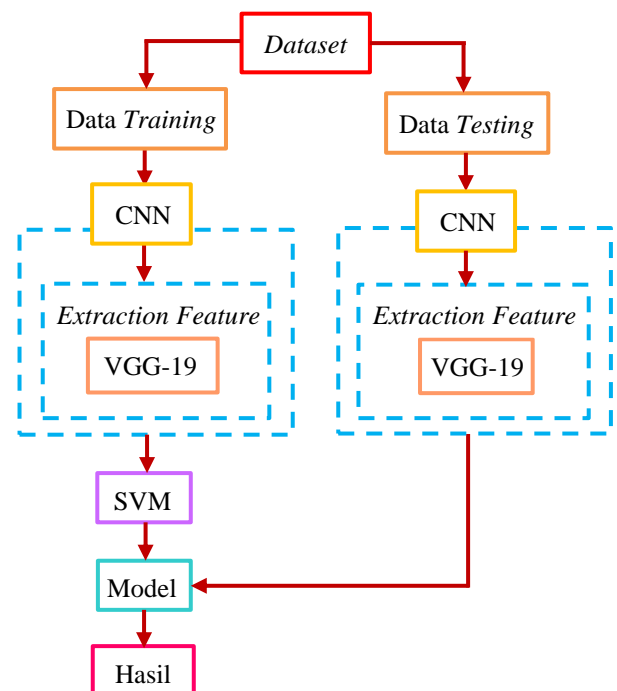 Dataset
Data Training
Data Testing
CNN
CNN
Extraction Feature
VGG-19
Extraction Feature
VGG-19
SVM
Model
Hasil